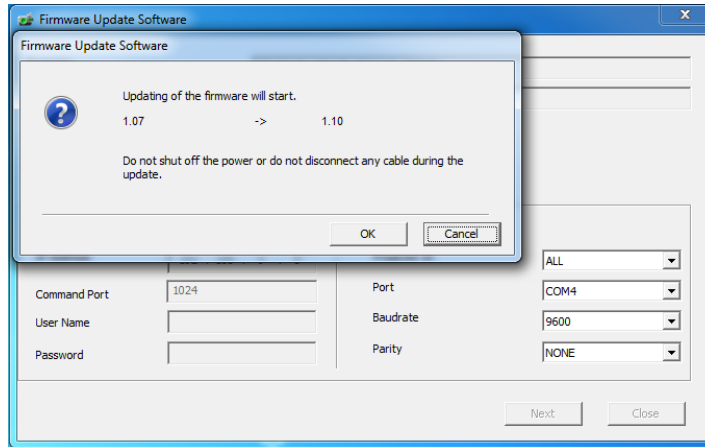 Firmware Update Software
Firmware Update Software
Updating of the firmware will start.
1.07 -> 1.10
Do not shut off the power or do not disconnect any cable during the
update.
OK Cancel
ALL
Command Port 1024 Port COM4
User Name Baudrate 9600
Password Parity NONE
Next Close